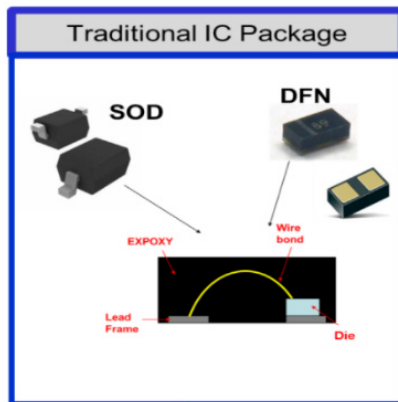 Traditional IC Package
SOD
DFN
EXPOXY
Wire
bond
Lead
Frame
Die